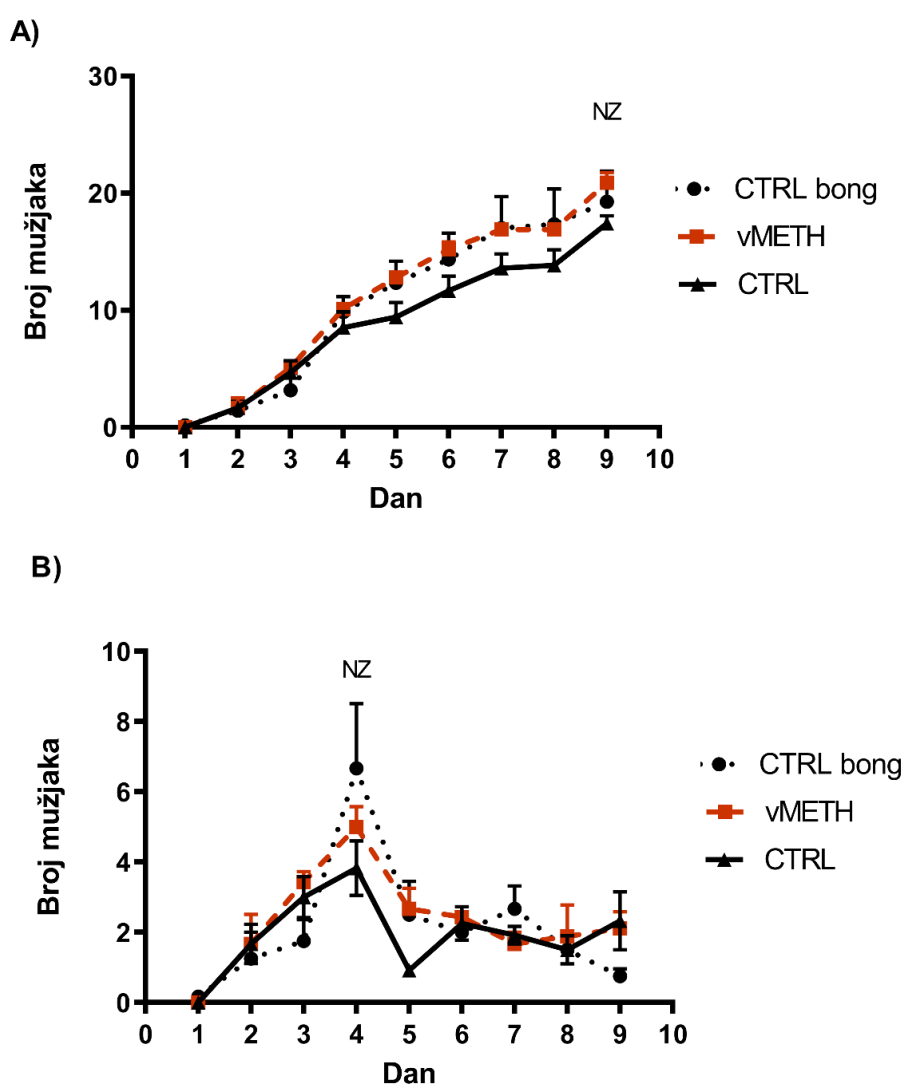 A)
30
20
10
0
Broj mužjaka
NZ
0 1 2 3 4 5 6 7 8 9 10
Dan
CTRL bong
vMETH
CTRL
B)
10
8
6
4
2
0
Broj mužjaka
NZ
0 1 2 3 4 5 6 7 8 9 10
Dan
CTRL bong
vMETH
CTRL